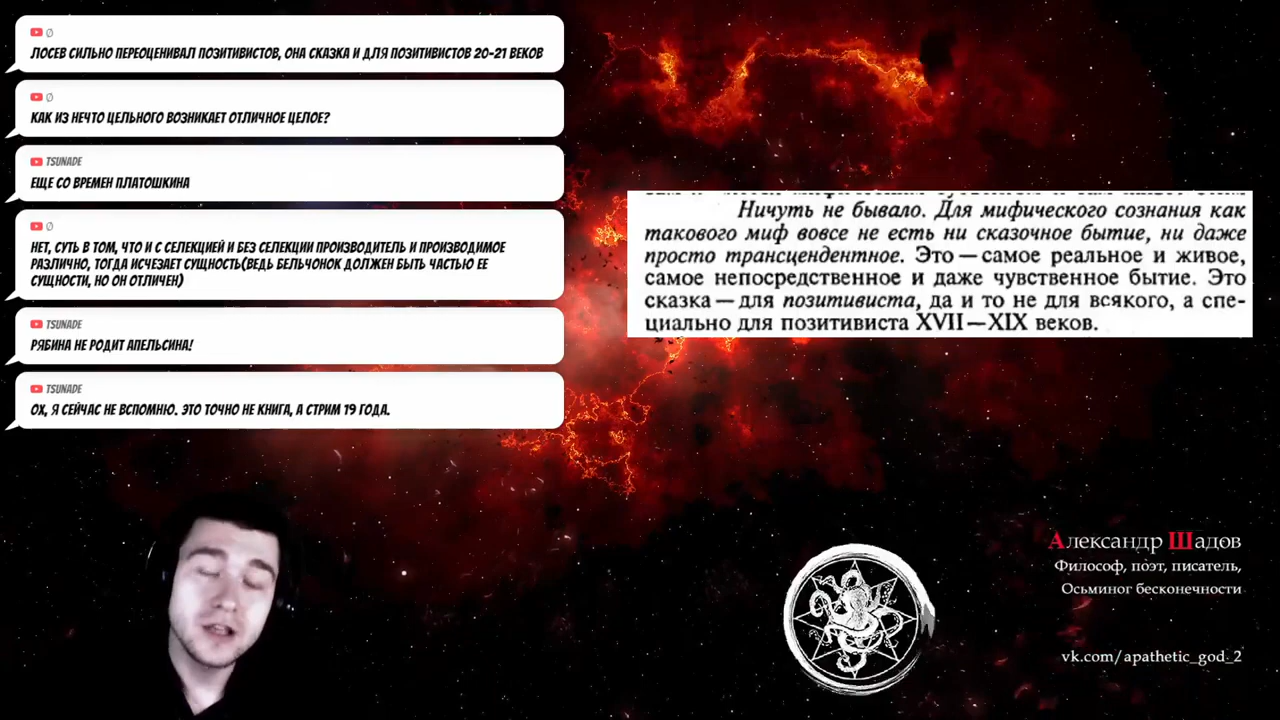 Ø
ЛОСЕВ СИЛЬНО ПЕРЕОЦЕНИВАЛ ПОЗИТИВИСТОВ, ОНА СКАЗКА И ДЛЯ ПОЗИТИВИСТОВ 20-21 ВЕКОВ
Ø
КАК ИЗ НЕЧТО ЦЕЛЬНОГО ВОЗНИКАЕТ ОТЛИЧНОЕ ЦЕЛОЕ?
TSUNADE
ЕЩЕ СО ВРЕМЕН ПЛАТОШКИНА
Ø
НЕТ, СУТЬ В ТОМ, ЧТО И С СЕЛЕКЦИЕЙ И БЕЗ СЕЛЕКЦИИ ПРОИЗВОДИТЕЛЬ И ПРОИЗВОДИМОЕ
РАЗЛИЧНО, ТОГДА ИСЧЕЗАЕТ СУЩНОСТЬ(ВЕДЬ БЕЛЬЧОНОК ДОЛЖЕН БЫТЬ ЧАСТЬЮ ЕЕ
СУЩНОСТИ, НО ОН ОТЛИЧЕН)
TSUNADE
РЯБИНА НЕ РОДИТ АПЕЛЬСИНА!
TSUNADE
ОХ, Я СЕЙЧАС НЕ ВСПОМНЮ. ЭТО ТОЧНО НЕ КНИГА, А СТРИМ 19 ГОДА.
Ничуть не бывало. Для мифического сознания как
такового миф вовсе не есть ни сказочное бытие, ни даже
просто трансцендентное. Это — самое реальное и живое,
самое непосредственное и даже чувственное бытие. Это
сказка — для позитивиста, да и то не для всякого, а спе-
циально для позитивиста XVII—XIX веков.
Александр Шадов
Философ, поэт, писатель,
Осьминог бесконечности
vk.com/apathetic_god_2